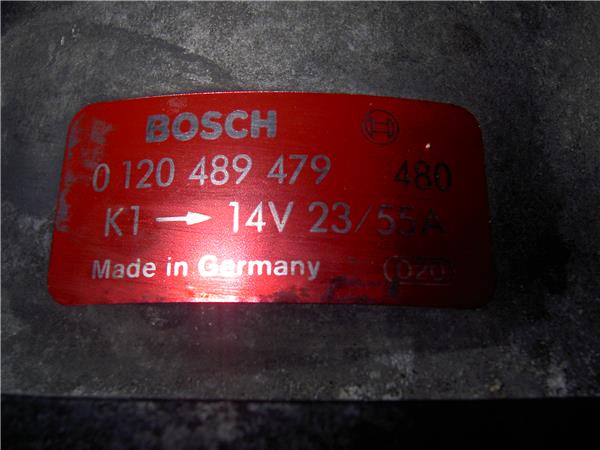 BOSCH
0 120 489 479 480
K1 → 14V 23/55A
Made in Germany 020